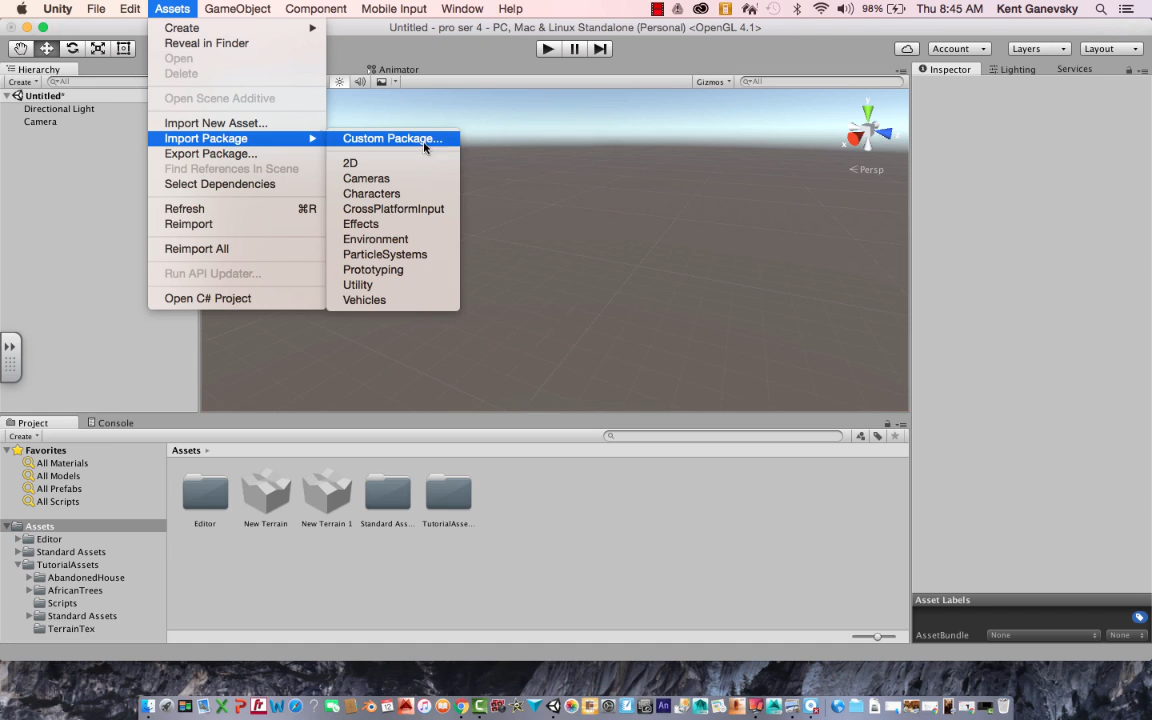 Unity File Edit Assets GameObject Component Mobile Input Window Help 98% Thu 8:45 AM Kent Ganevsky
Untitled - pro ser 4 - PC, Mac & Linux Standalone (Personal) <OpenGL 4.1>
Account Layers Layout
Hierarchy
Create All
Untitled*
Directional Light
Camera
Create
Reveal in Finder
Open
Delete
Open Scene Additive
Import New Asset...
Import Package
Export Package...
Find References In Scene
Select Dependencies
Refresh ⌘R
Reimport
Reimport All
Run API Updater...
Open C# Project
Custom Package...
2D
Cameras
Characters
CrossPlatformInput
Effects
Environment
ParticleSystems
Prototyping
Utility
Vehicles
Animator
Gizmos All
x
Persp
Inspector Lighting Services
Project Console
Create
Favorites
All Materials
All Models
All Prefabs
All Scripts
Assets
Editor
Standard Assets
TutorialAssets
AbandonedHouse
AfricanTrees
Scripts
Standard Assets
TerrainTex
Assets
Editor New Terrain New Terrain 1 Standard Ass... TutorialAsse...
Asset Labels
AssetBundle None None